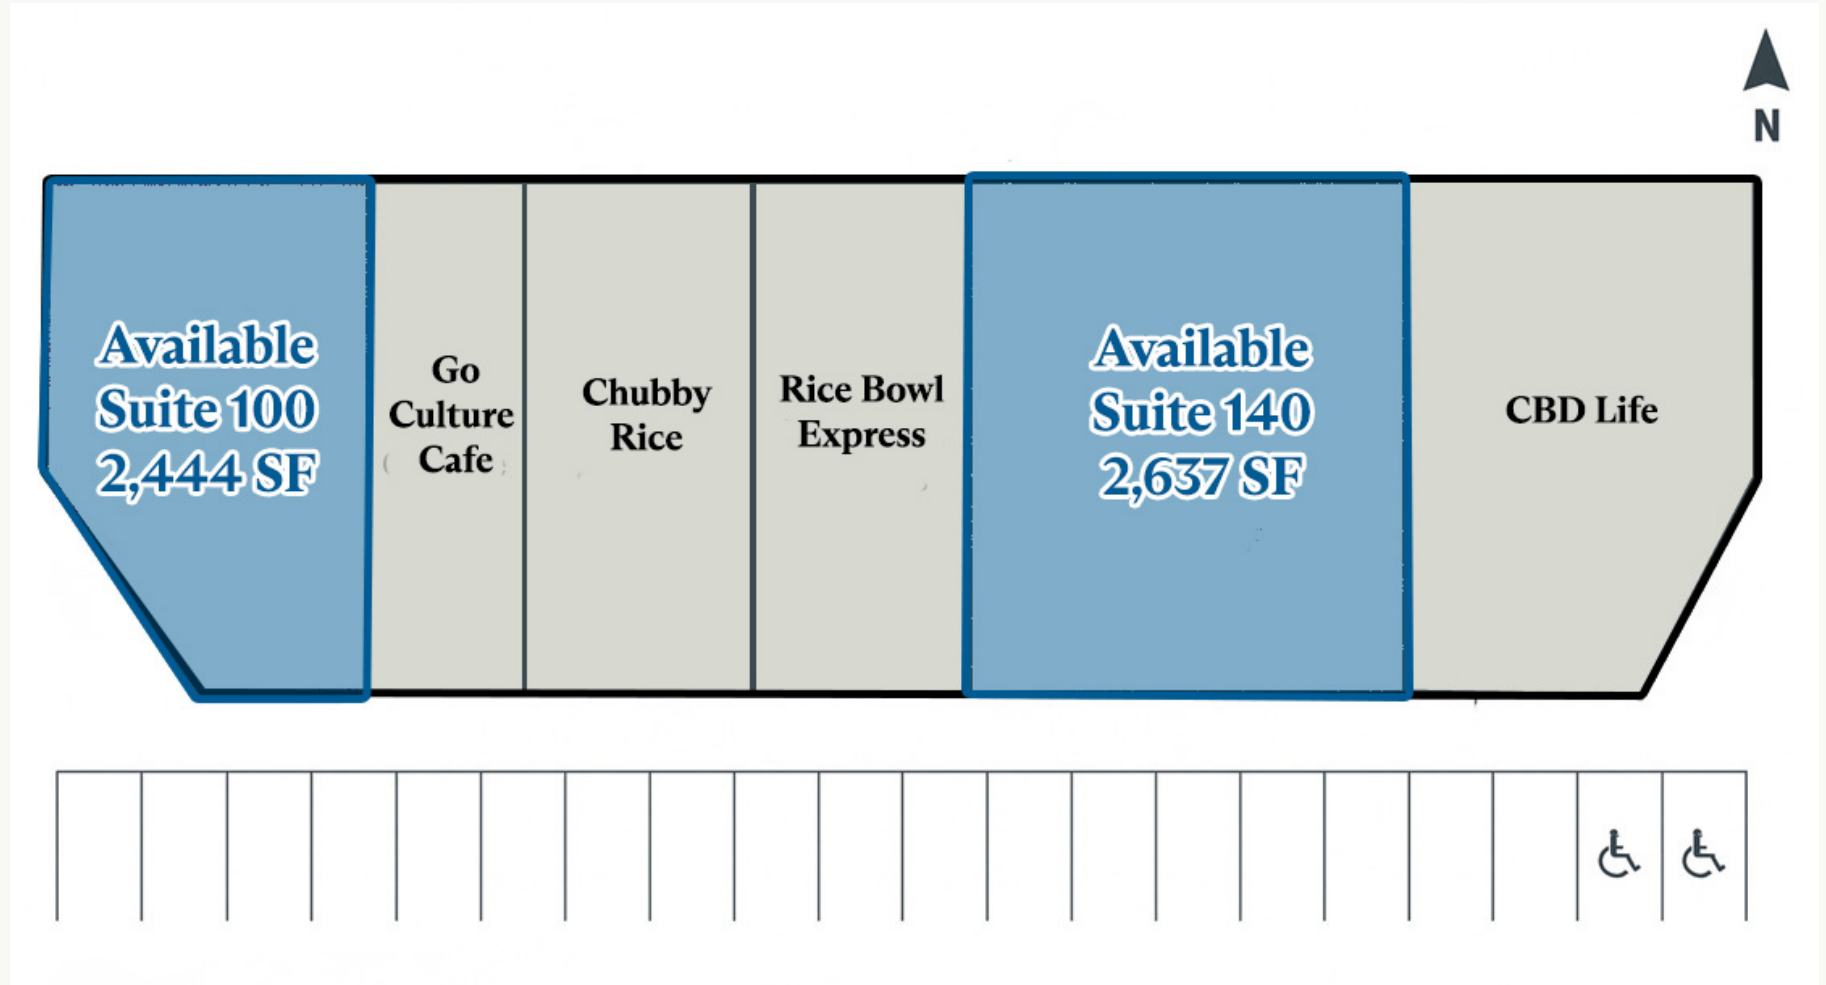 N
Available
Suite 100
2,444 SF
Go
Culture
Cafe
Chubby
Rice
Rice Bowl
Express
Available
Suite 140
2,637 SF
CBD Life